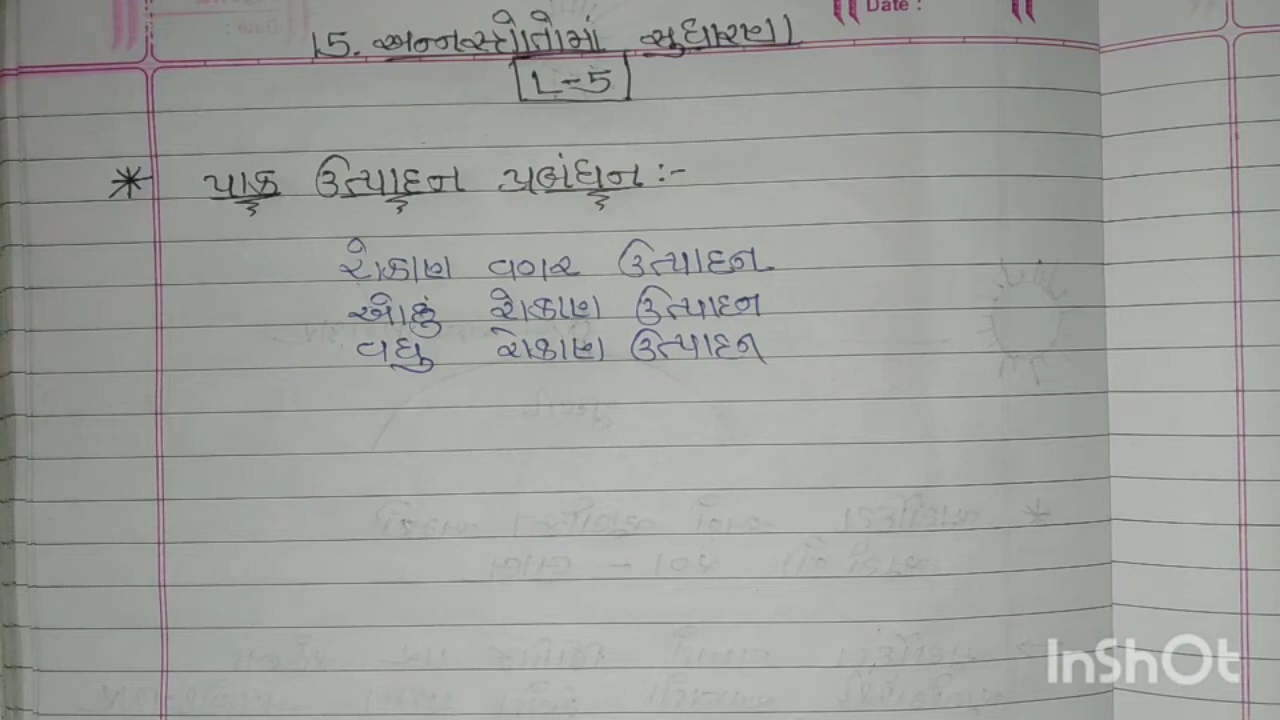 Date :
15. અન્નસ્ત્રોતોમાં સુધારણા
L-5
* પાક ઉત્પાદન પ્રબંધન :-
રોકાણ વગર ઉત્પાદન
ઓછું રોકાણ ઉત્પાદન
વધુ રોકાણ ઉત્પાદન
InShOt